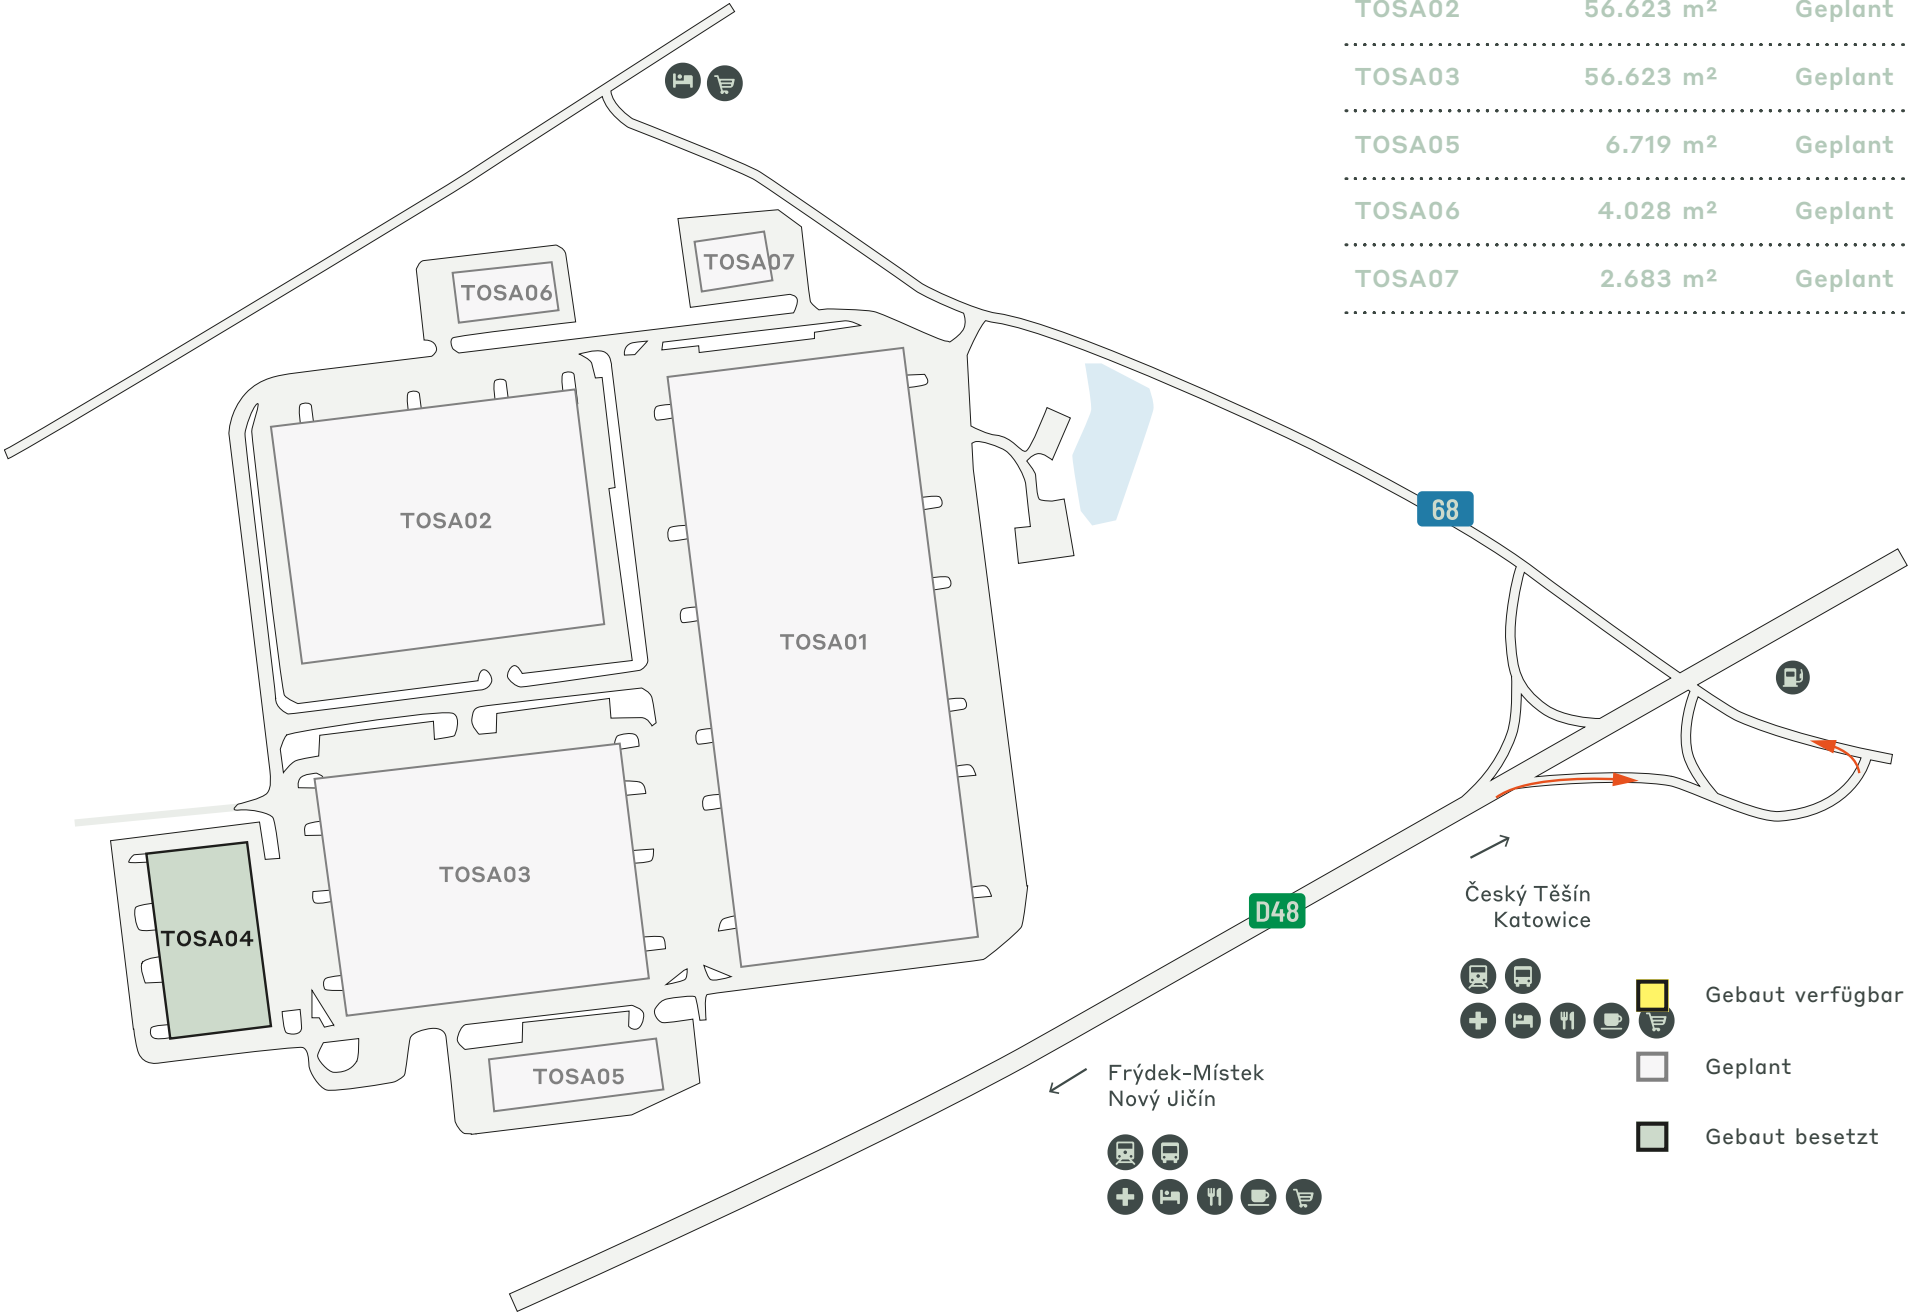 TOSA02 56.623 m² Geplant
TOSA03 56.623 m² Geplant
TOSA05 6.719 m² Geplant
TOSA06 4.028 m² Geplant
TOSA07 2.683 m² Geplant
TOSA07
TOSA06
TOSA02
68
TOSA01
TOSA03
TOSA04
D48
Český Těšín
Katowice
TOSA05
Frýdek-Místek
Nový Jičín
Gebaut verfügbar
Geplant
Gebaut besetzt